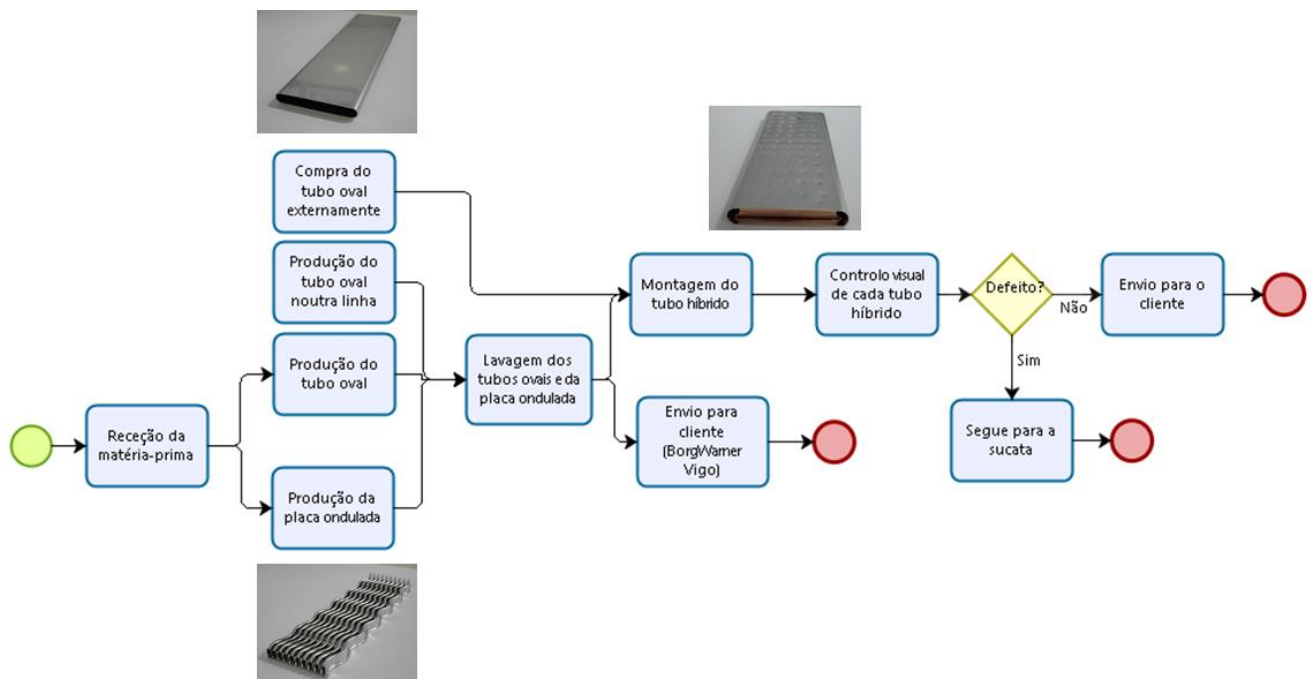 Compra do
tubo oval
externamente
Produção do
tubo oval
noutra linha
Produção do
tubo oval
Receção da
matéria-prima
Produção da
placa ondulada
Lavagem dos
tubos ovais e da
placa ondulada
Montagem do
tubo híbrido
Controlo visual
de cada tubo
híbrido
Defeito?
Não
Envio para o
cliente
Sim
Segue para a
sucata
Envio para
cliente
(BorgWarner
Vigo)